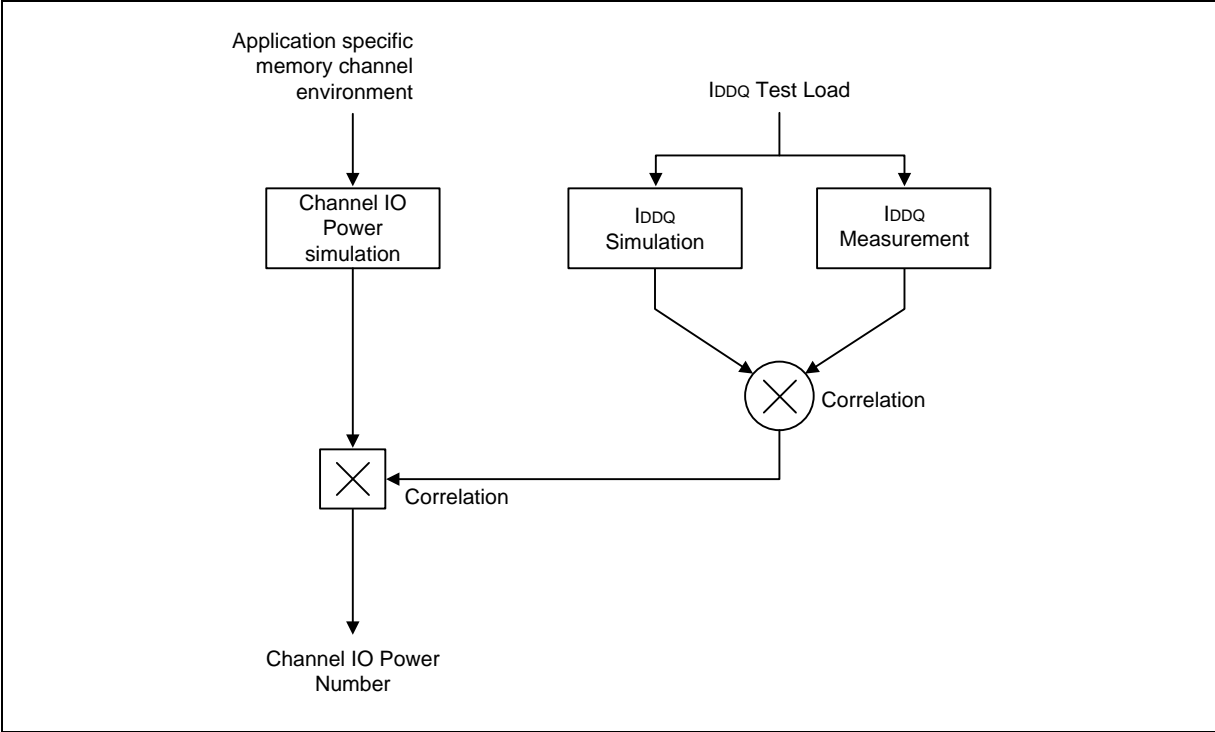 Application specific
memory channel
environment
IDDQ Test Load
Channel IO
Power
simulation
IDDQ
Simulation
IDDQ
Measurement
Correlation
Correlation
Channel IO Power
Number